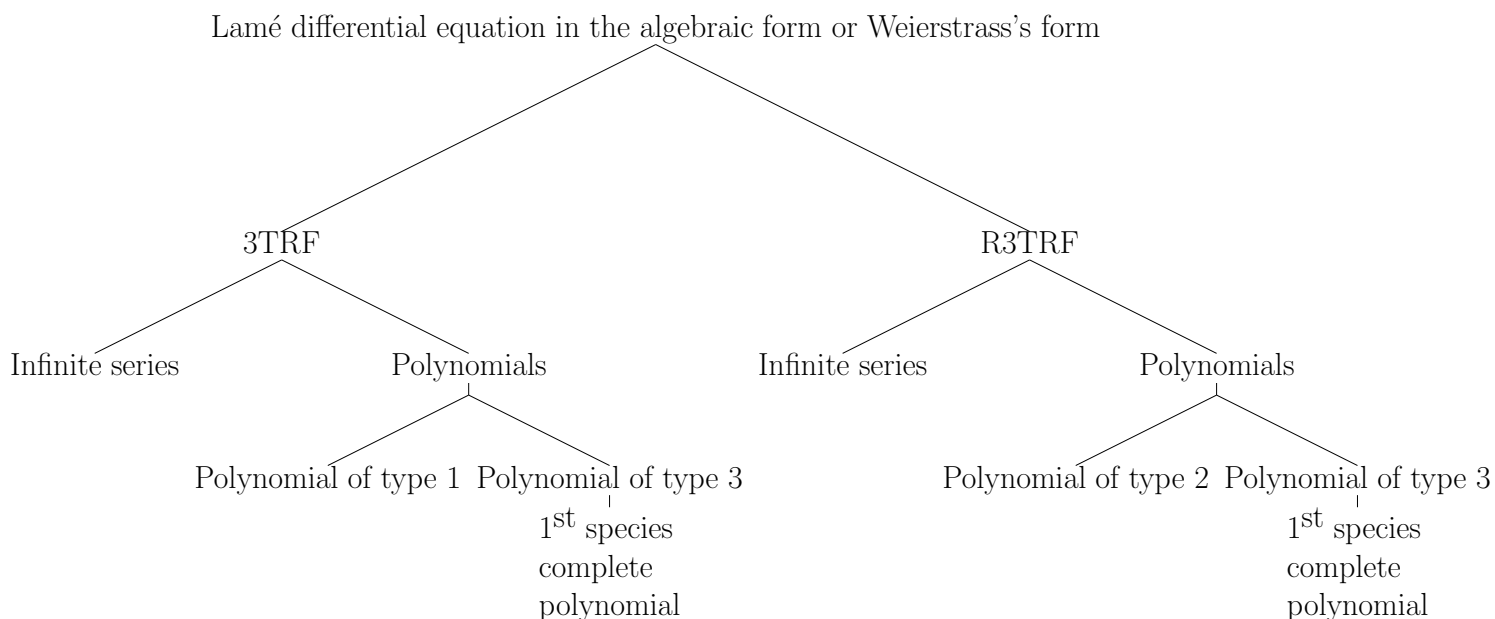 Lamé differential equation in the algebraic form or Weierstrass's form
3TRF
R3TRF
Infinite series
Polynomials
Infinite series
Polynomials
Polynomial of type 1
Polynomial of type 3
Polynomial of type 2
Polynomial of type 3
1st species
complete
polynomial
1st species
complete
polynomial